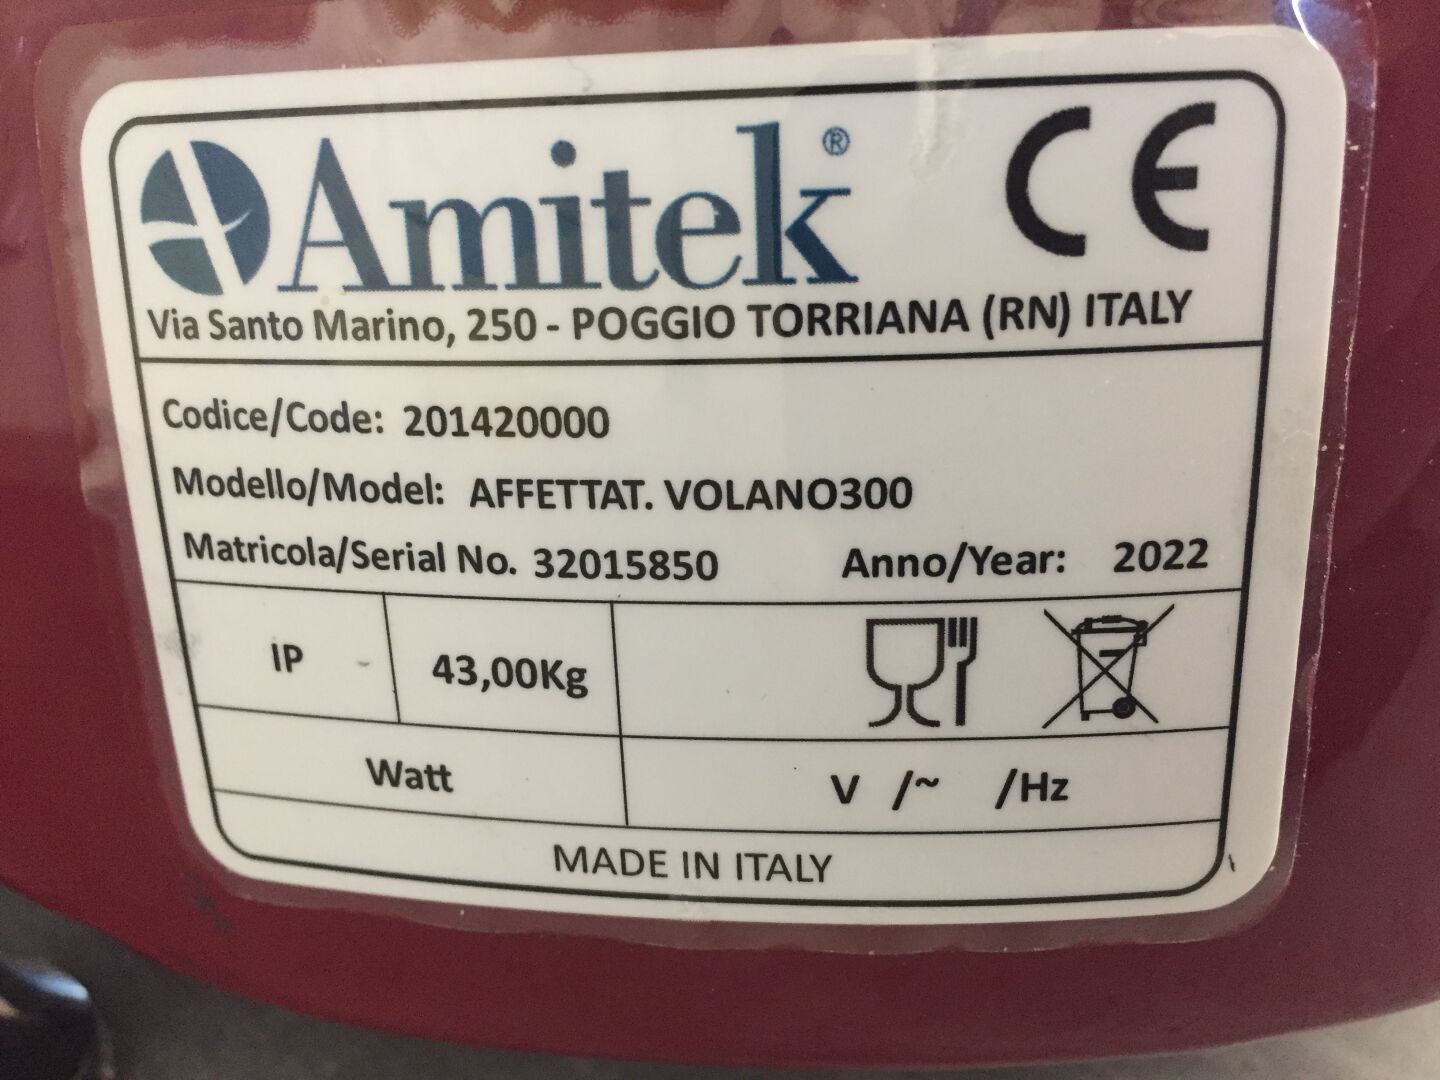 Amitek®
CE
Via Santo Marino, 250 - POGGIO TORRIANA (RN) ITALY
Codice/Code: 201420000
Modello/Model: AFFETTAT. VOLANO300
Matricola/Serial No. 32015850 Anno/Year: 2022
IP - 43,00Kg
Watt V /~ /Hz
MADE IN ITALY